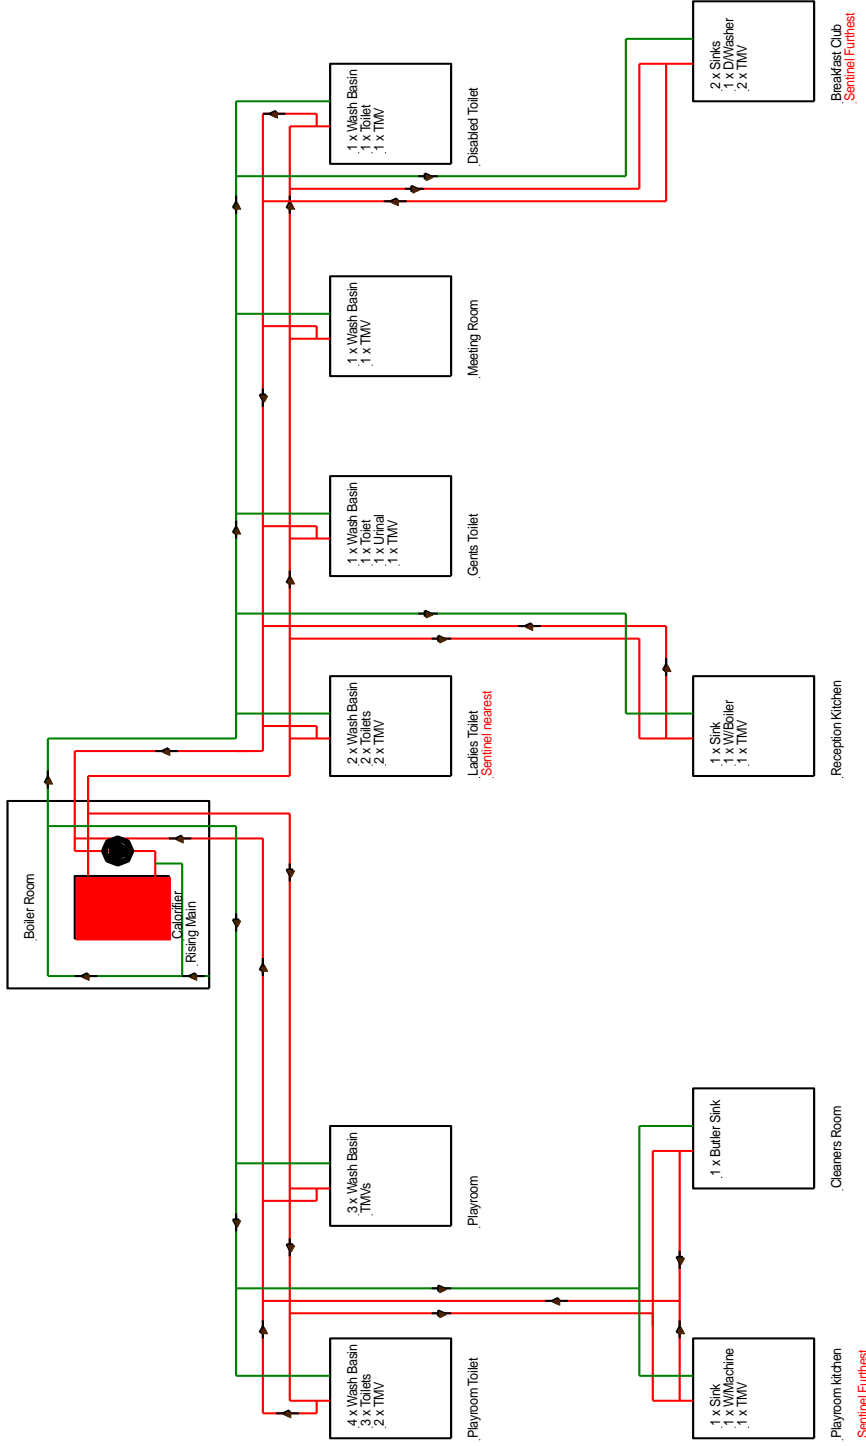 Boiler Room
Calorifier
Rising Main
4 x Wash Basin
3 x Toilets
2 x TMV
Playroom Toilet
3 x Wash Basin
TMVs
Playroom
2 x Wash Basin
2 x Toilets
2 x TMV
Ladies Toilet
Sentinel nearest
1 x Wash Basin
1 x Toiet
1 x Urinal
1 x TMV
Gents Toilet
1 x Wash Basin
1 x TMV
Meeting Room
1 x Wash Basin
1 x Toilet
1 x TMV
Disabled Toilet
1 x Sink
1 x W/Machine
1 x TMV
Playroom kitchen
Sentinel Furthest
1 x Butler Sink
Cleaners Room
1 x Sink
1 x W/Boiler
1 x TMV
Reception Kitchen
2 x Sinks
1 x D/Washer
2 x TMV
Breakfast Club
Sentinel Furthest